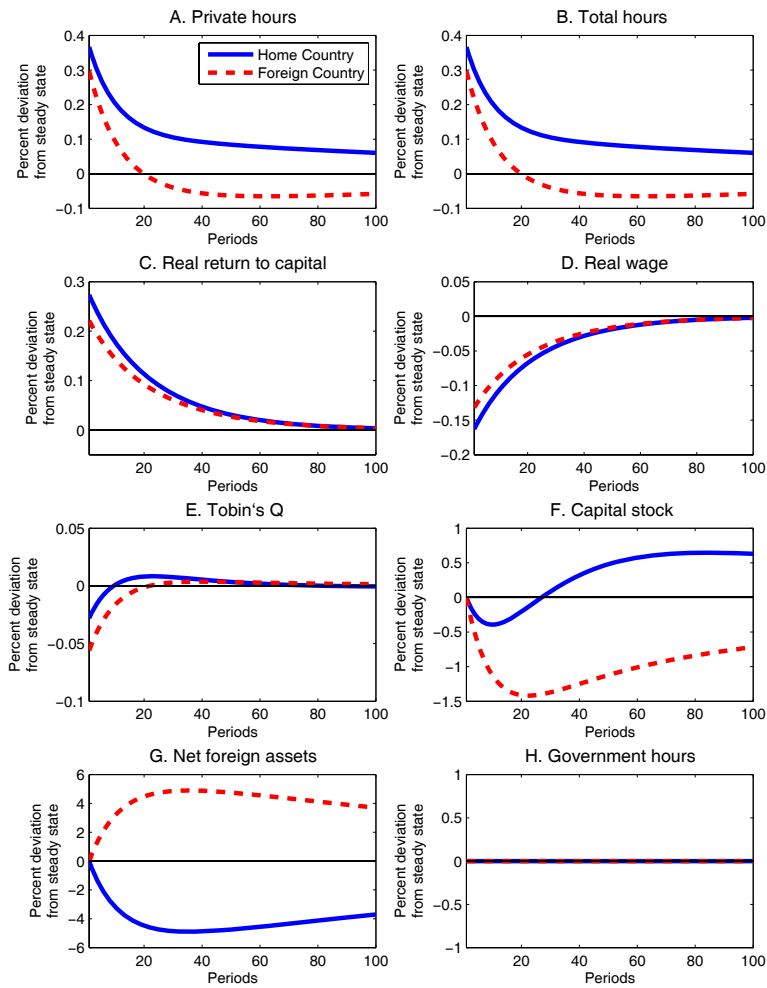 A. Private hours
Percent deviation
from steady state
0.4
0.3
0.2
0.1
0
−0.1
20 40 60 80 100
Periods
Home Country
Foreign Country
B. Total hours
Percent deviation
from steady state
0.4
0.3
0.2
0.1
0
−0.1
20 40 60 80 100
Periods
C. Real return to capital
Percent deviation
from steady state
0.3
0.2
0.1
0
20 40 60 80 100
Periods
D. Real wage
Percent deviation
from steady state
0.05
0
−0.05
−0.1
−0.15
−0.2
20 40 60 80 100
Periods
E. Tobin‘s Q
Percent deviation
from steady state
0.05
0
−0.05
−0.1
20 40 60 80 100
Periods
F. Capital stock
Percent deviation
from steady state
1
0.5
0
−0.5
−1
−1.5
20 40 60 80 100
Periods
G. Net foreign assets
Percent deviation
from steady state
6
4
2
0
−2
−4
−6
20 40 60 80 100
Periods
H. Government hours
Percent deviation
from steady state
1
0.5
0
−0.5
−1
20 40 60 80 100
Periods